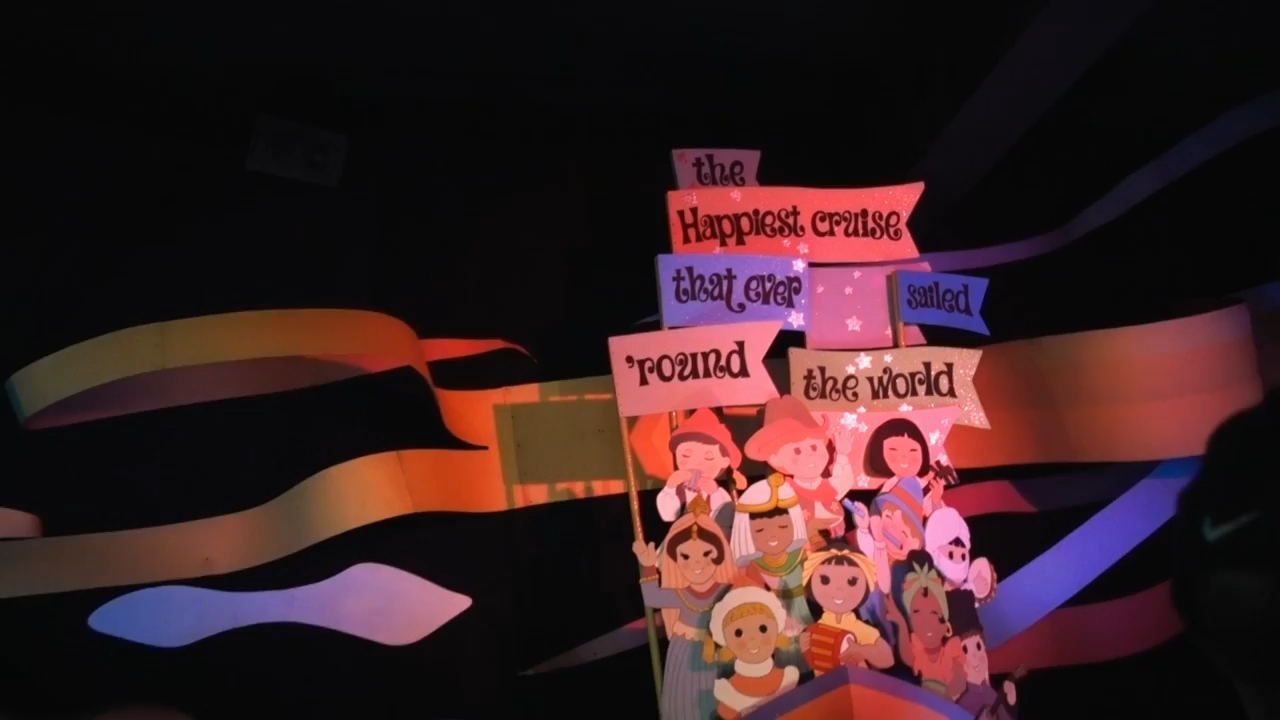 the
Happiest cruise
that ever
sailed
'round
the world